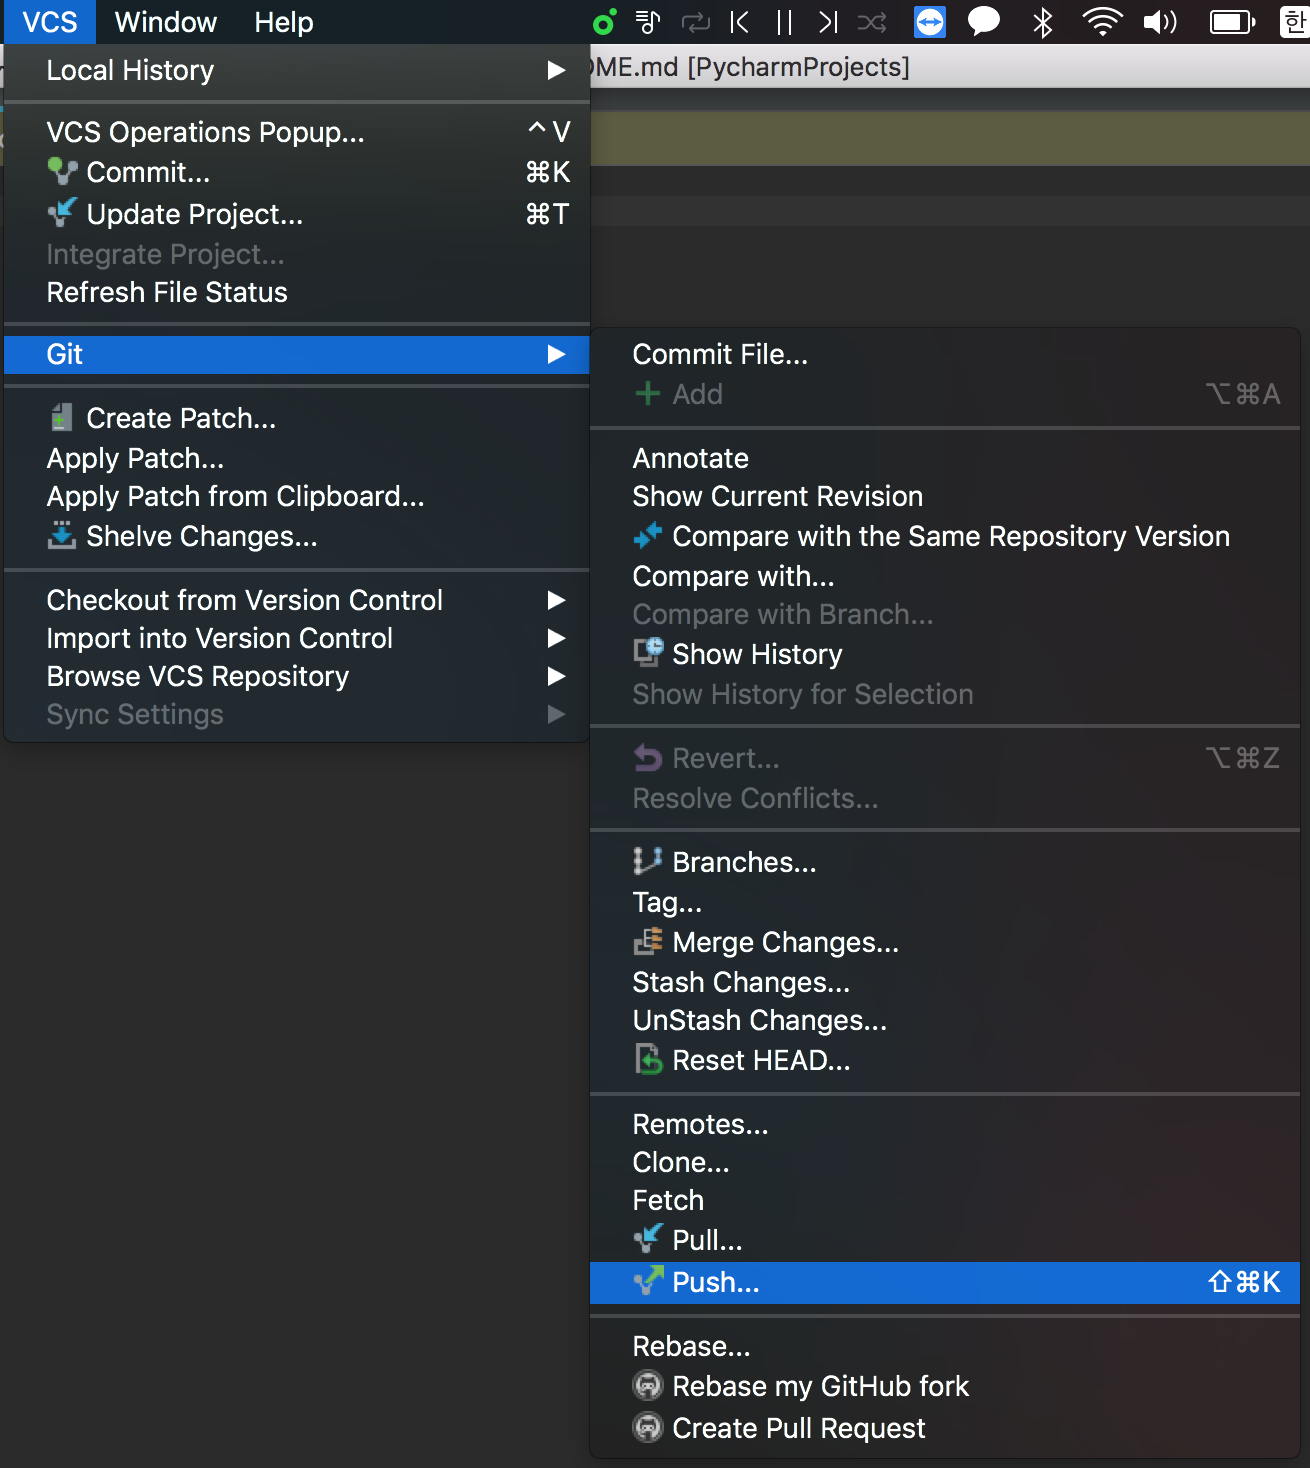 VCS Window Help 한
Local History
OME.md [PycharmProjects]
VCS Operations Popup... ^V
Commit... ⌘K
Update Project... ⌘T
Integrate Project...
Refresh File Status
Git
Create Patch...
Apply Patch...
Apply Patch from Clipboard...
Shelve Changes...
Checkout from Version Control
Import into Version Control
Browse VCS Repository
Sync Settings
Commit File...
Add ⌥⌘A
Annotate
Show Current Revision
Compare with the Same Repository Version
Compare with...
Compare with Branch...
Show History
Show History for Selection
Revert... ⌥⌘Z
Resolve Conflicts...
Branches...
Tag...
Merge Changes...
Stash Changes...
UnStash Changes...
Reset HEAD...
Remotes...
Clone...
Fetch
Pull...
Push... ⇧⌘K
Rebase...
Rebase my GitHub fork
Create Pull Request